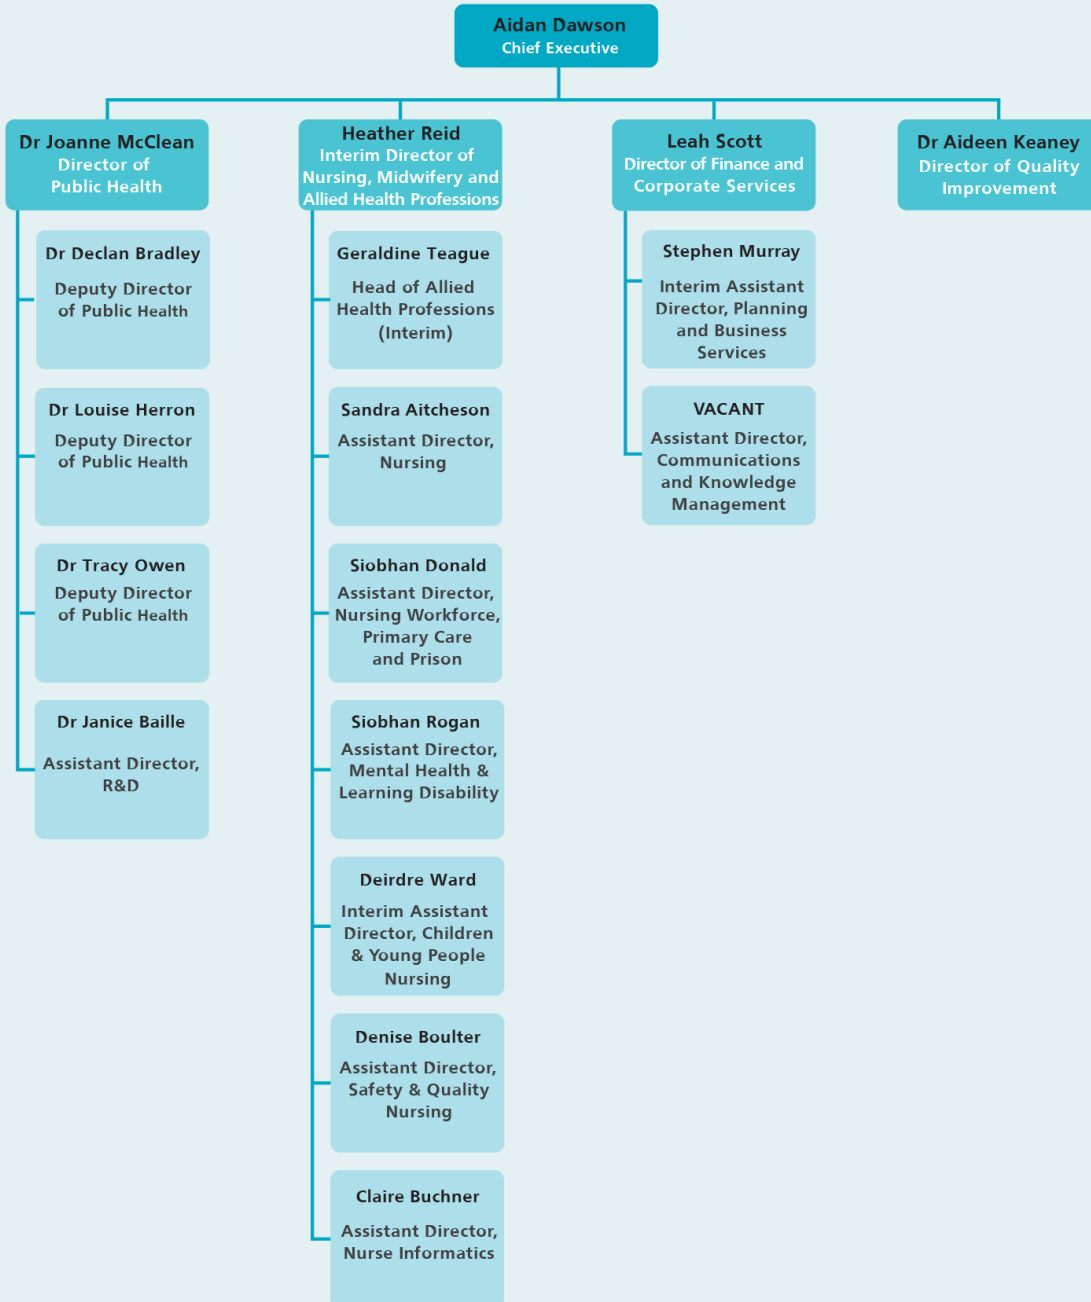 Aidan Dawson
Chief Executive
Dr Joanne McClean
Director of
Public Health
Dr Declan Bradley
Deputy Director
of Public Health
Dr Louise Herron
Deputy Director
of Public Health
Dr Tracy Owen
Deputy Director
of Public Health
Dr Janice Baille
Assistant Director,
R&D
Heather Reid
Interim Director of
Nursing, Midwifery and
Allied Health Professions
Geraldine Teague
Head of Allied
Health Professions
(Interim)
Sandra Aitcheson
Assistant Director,
Nursing
Siobhan Donald
Assistant Director,
Nursing Workforce,
Primary Care
and Prison
Siobhan Rogan
Assistant Director,
Mental Health &
Learning Disability
Deirdre Ward
Interim Assistant
Director, Children
& Young People
Nursing
Denise Boulter
Assistant Director,
Safety & Quality
Nursing
Claire Buchner
Assistant Director,
Nurse Informatics
Leah Scott
Director of Finance and
Corporate Services
Stephen Murray
Interim Assistant
Director, Planning
and Business
Services
VACANT
Assistant Director,
Communications
and Knowledge
Management
Dr Aideen Keaney
Director of Quality
Improvement